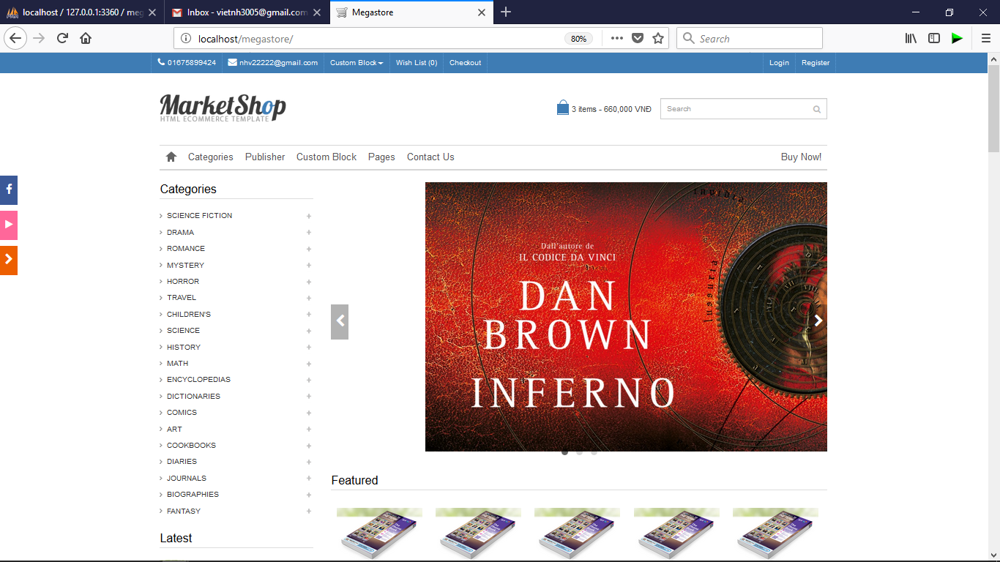 localhost / 127.0.0.1:3360 / meg
Inbox - vietnh3005@gmail.com
Megastore
localhost/megastore/
80%
Search
01675899424
nhv22222@gmail.com
Custom Block
Wish List (0)
Checkout
Login
Register
MarketShop
HTML ECOMMERCE TEMPLATE
3 items - 660,000 VNĐ
Search
Categories
Publisher
Custom Block
Pages
Contact Us
Buy Now!
Categories
SCIENCE FICTION
DRAMA
ROMANCE
MYSTERY
HORROR
TRAVEL
CHILDREN'S
SCIENCE
HISTORY
MATH
ENCYCLOPEDIAS
DICTIONARIES
COMICS
ART
COOKBOOKS
DIARIES
JOURNALS
BIOGRAPHIES
FANTASY
Latest
invidia
lussuria
Dall'autore de
IL CODICE DA VINCI
DAN
BROWN
INFERNO
Featured